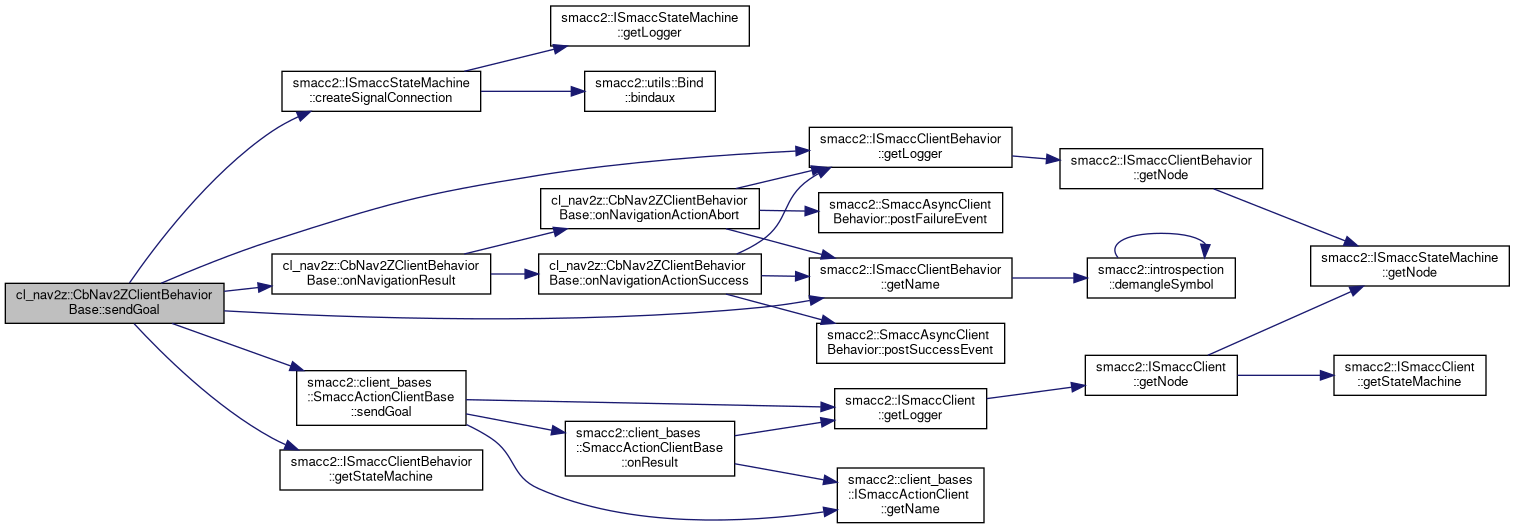 smacc2::ISmaccStateMachine
::getLogger
smacc2::ISmaccStateMachine
::createSignalConnection
smacc2::utils::Bind
::bindaux
smacc2::ISmaccClientBehavior
::getLogger
smacc2::ISmaccClientBehavior
::getNode
cl_nav2z::CbNav2ZClientBehavior
Base::onNavigationActionAbort
smacc2::SmaccAsyncClient
Behavior::postFailureEvent
cl_nav2z::CbNav2ZClientBehavior
Base::onNavigationResult
cl_nav2z::CbNav2ZClientBehavior
Base::onNavigationActionSuccess
smacc2::ISmaccClientBehavior
::getName
smacc2::introspection
::demangleSymbol
smacc2::ISmaccStateMachine
::getNode
cl_nav2z::CbNav2ZClientBehavior
Base::sendGoal
smacc2::SmaccAsyncClient
Behavior::postSuccessEvent
smacc2::client_bases
::SmaccActionClientBase
::sendGoal
smacc2::ISmaccClient
::getLogger
smacc2::ISmaccClient
::getNode
smacc2::ISmaccClient
::getStateMachine
smacc2::client_bases
::SmaccActionClientBase
::onResult
smacc2::ISmaccClientBehavior
::getStateMachine
smacc2::client_bases
::ISmaccActionClient
::getName